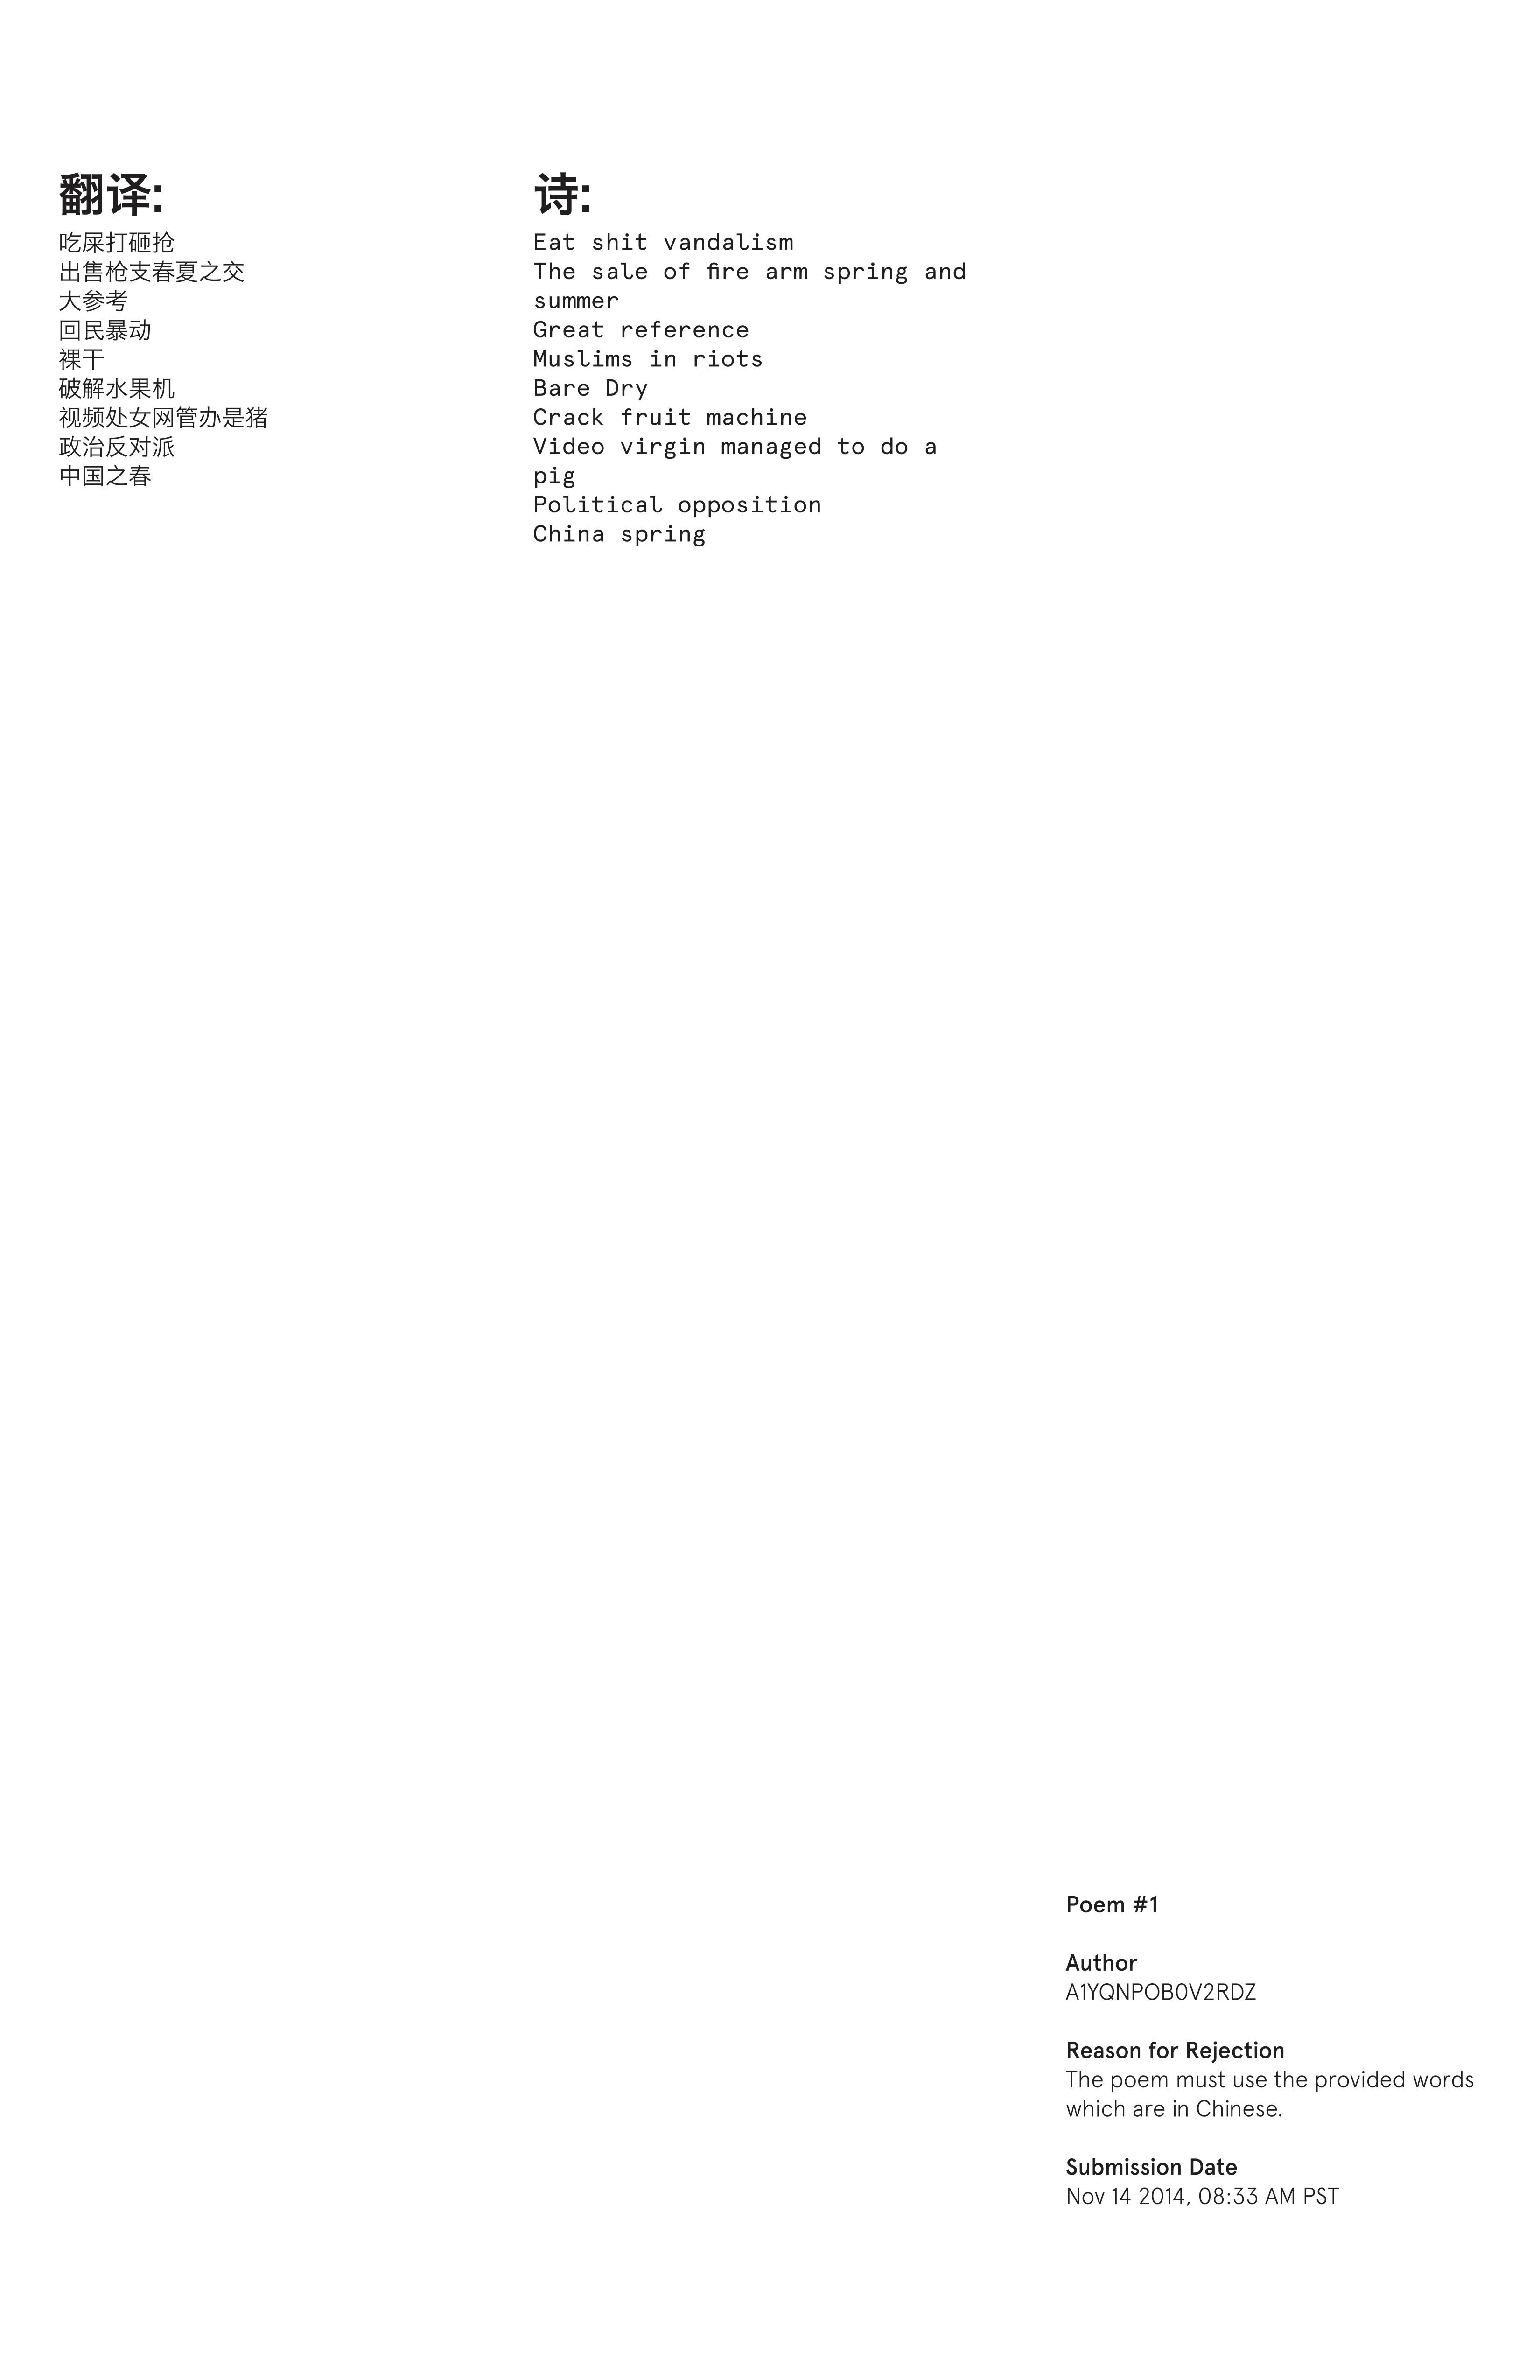 翻译:
吃屎打砸抢
出售枪支春夏之交
大参考
回民暴动
裸干
破解水果机
视频处女网管办是猪
政治反对派
中国之春
诗:
Eat shit vandalism
The sale of fire arm spring and
summer
Great reference
Muslims in riots
Bare Dry
Crack fruit machine
Video virgin managed to do a
pig
Political opposition
China spring
Poem #1
Author
A1YQNPOB0V2RDZ
Reason for Rejection
The poem must use the provided words
which are in Chinese.
Submission Date
Nov 14 2014, 08:33 AM PST